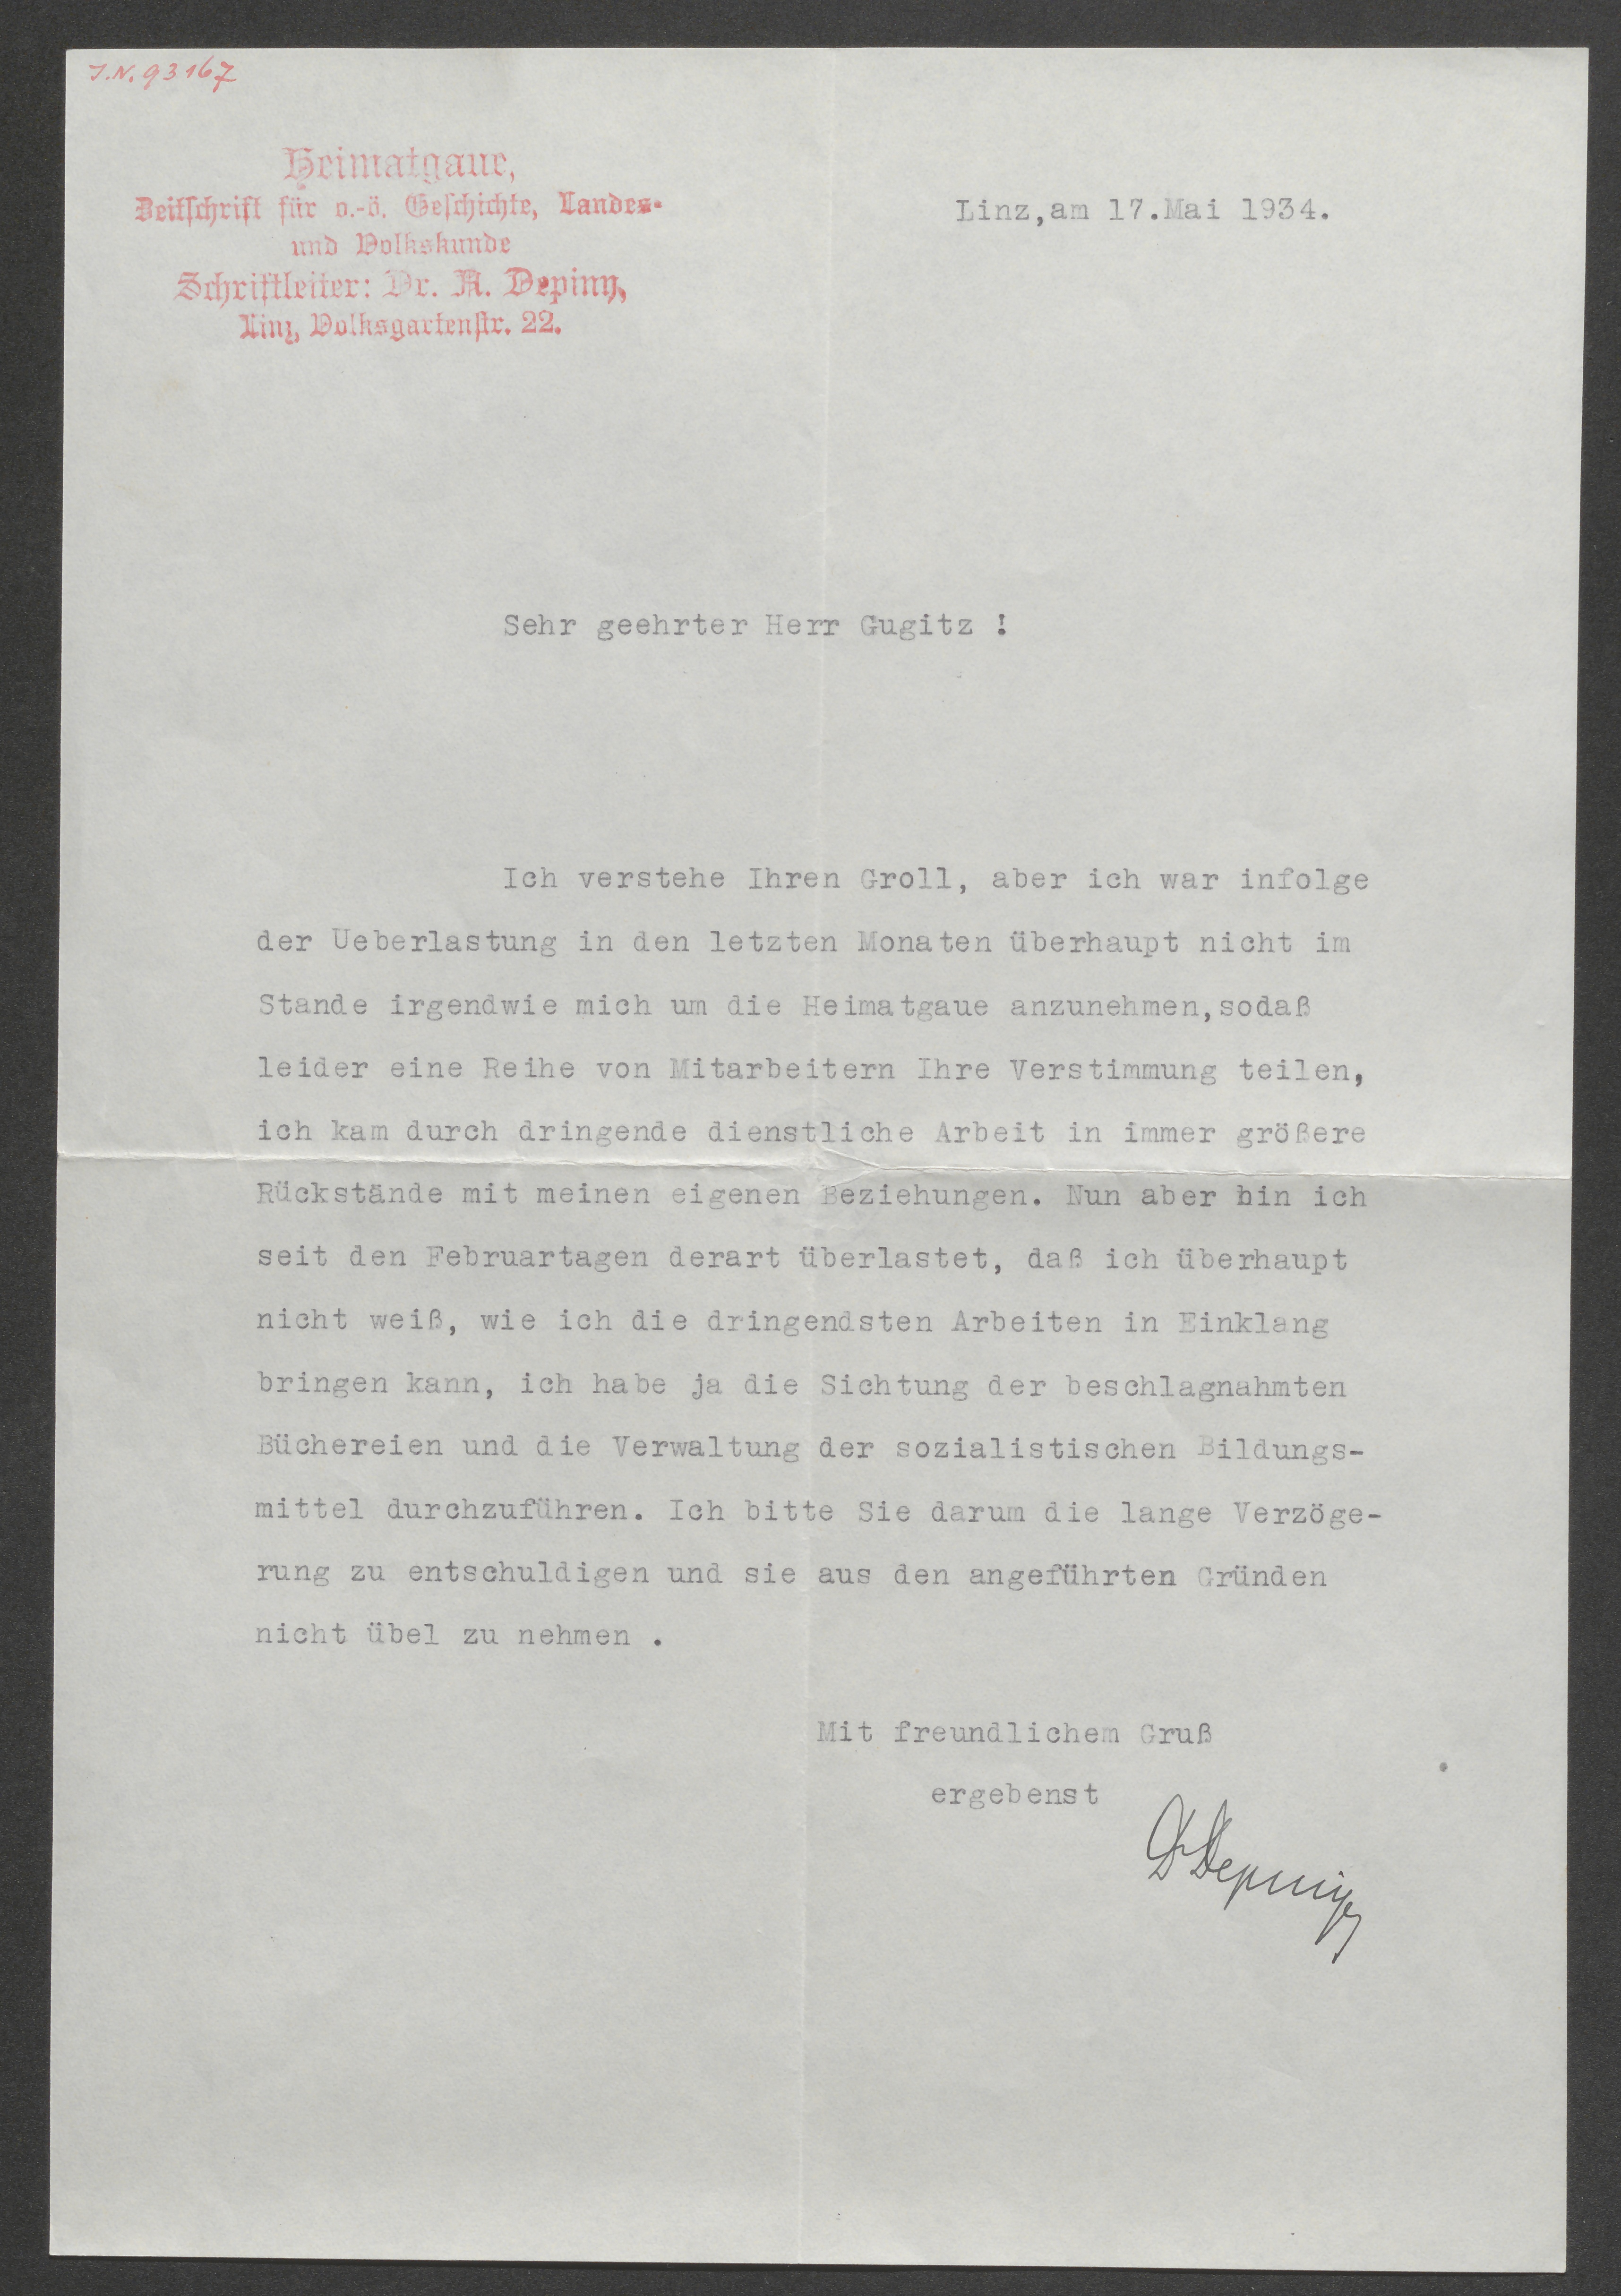 J.N. 93167
Heimatgaue,
Zeitschrift für o.-ö. Geschichte, Landes-
und Volkskunde
Schriftleiter: Dr. A. Depiny,
Linz, Volksgartenstr. 22.
Linz,am 17.Mai 1934.
Sehr geehrter Herr Gugitz !
Ich verstehe Ihren Groll, aber ich war infolge
der Ueberlastung in den letzten Monaten überhaupt nicht im
Stande irgendwie mich um die Heimatgaue anzunehmen,sodaß
leider eine Reihe von Mitarbeitern Ihre Verstimmung teilen,
ich kam durch dringende dienstliche Arbeit in immer größere
Rückstände mit meinen eigenen Beziehungen. Nun aber bin ich
seit den Februartagen derart überlastet, daß ich überhaupt
nicht weiß, wie ich die dringendsten Arbeiten in Einklang
bringen kann, ich habe ja die Sichtung der beschlagnahmten
Büchereien und die Verwaltung der sozialistischen Bildungs-
mittel durchzuführen. Ich bitte Sie darum die lange Verzöge-
rung zu entschuldigen und sie aus den angeführten Gründen
nicht übel zu nehmen .
Mit freundlichem Gruß
ergebenst
Dr Depiny